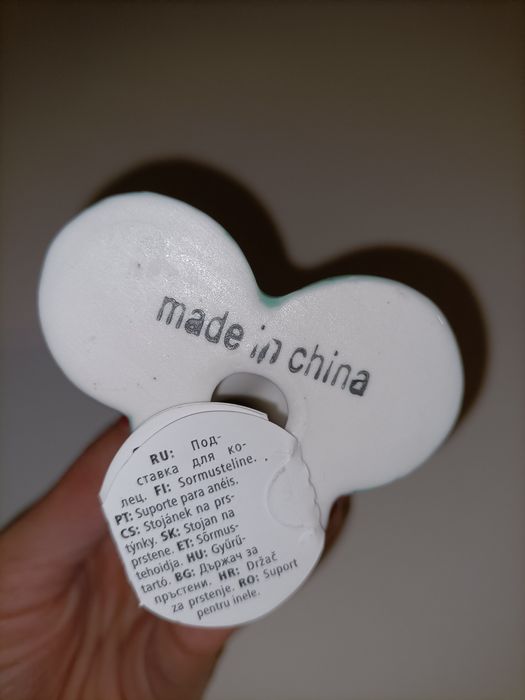 made in china
RU: Под-
ставка для ко-
лец. FI: Sormusteline.
PT: Suporte para anéis.
CS: Stojánek na prs-
týnky. SK: Stojan na
prstene. ET: Sõrmus-
tehoidja. HU: Gyűrű-
tartó. BG: Държач за
пръстени. HR: Držač
za prstenje. RO: Suport
pentru inele.